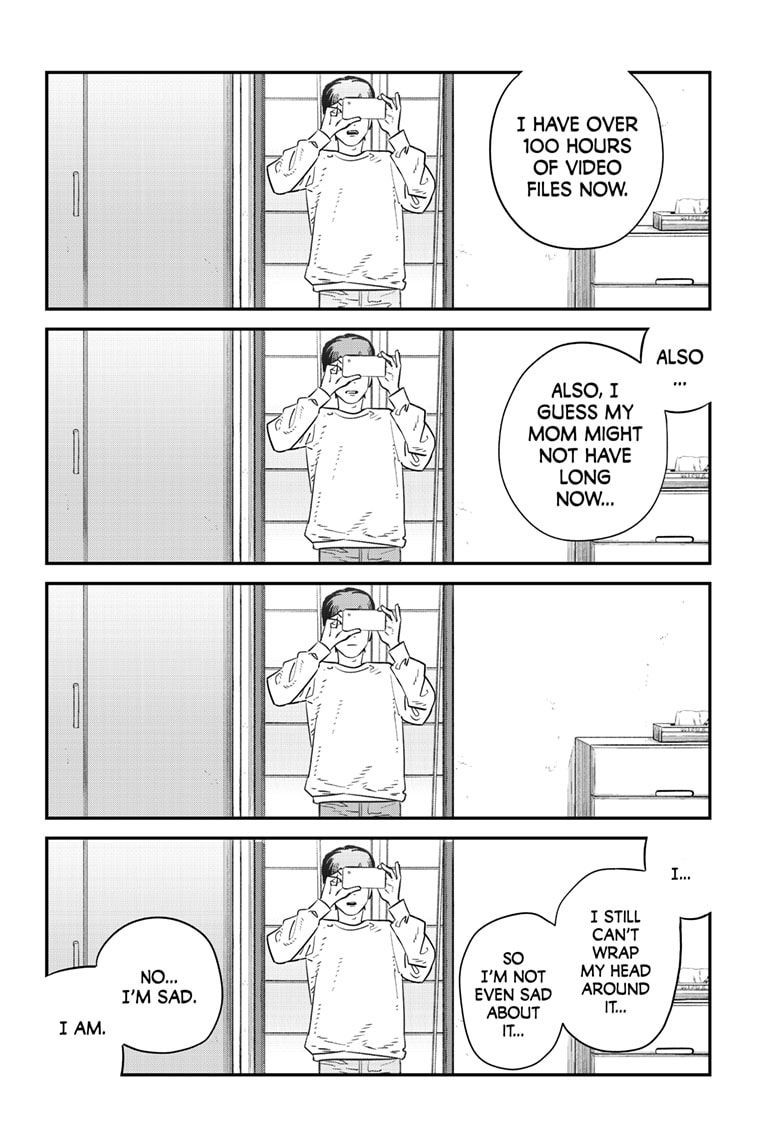 I HAVE OVER
100 HOURS
OF VIDEO
FILES NOW.
ALSO
...
ALSO, I
GUESS MY
MOM MIGHT
NOT HAVE
LONG
NOW...
I...
I STILL
CAN'T
WRAP
MY HEAD
AROUND
IT...
SO
I'M NOT
EVEN SAD
ABOUT
IT...
NO...
I'M SAD.
I AM.